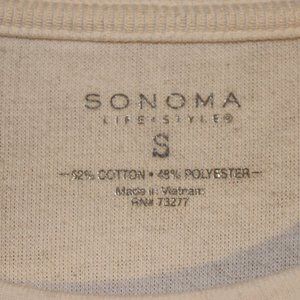 SONOMA
LIFE+STYLE®
S
52% COTTON • 48% POLYESTER
Made in Vietnam
RN# 73277